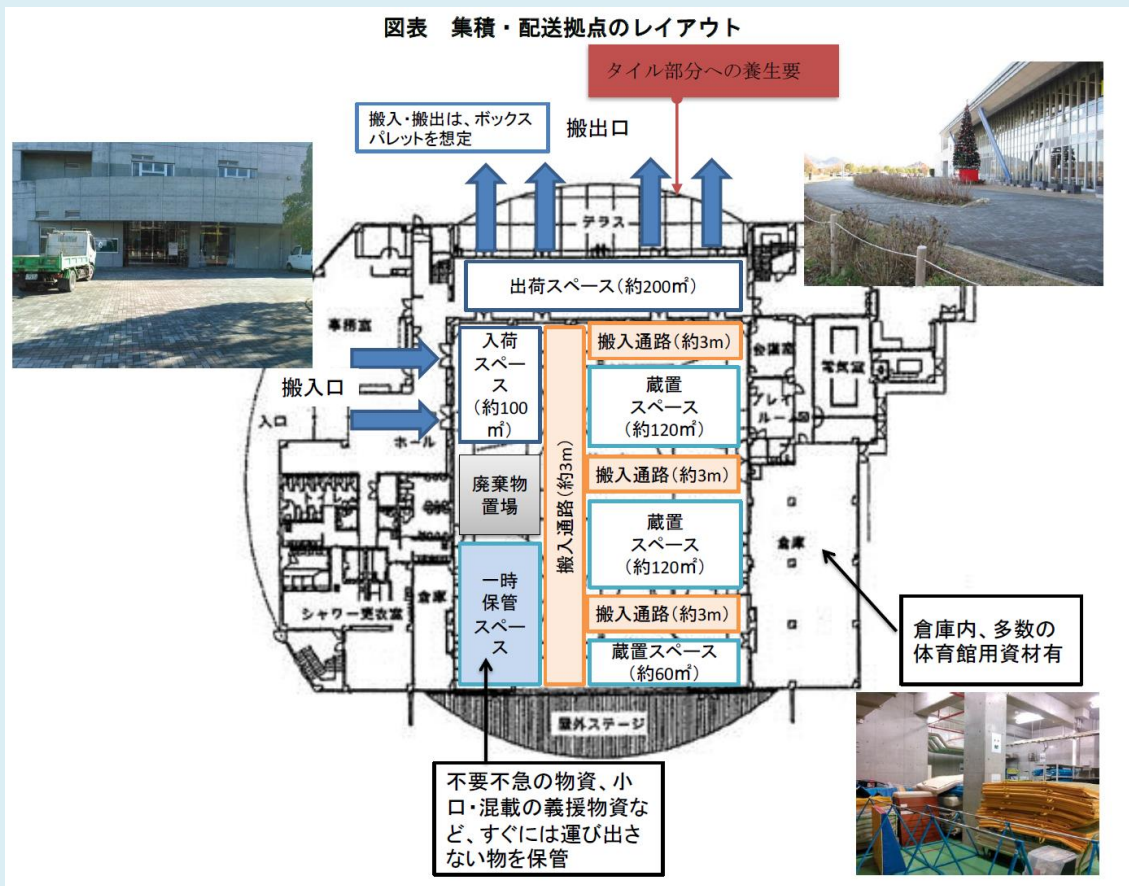 図表　集積・配送拠点のレイアウト
タイル部分への養生要
搬入・搬出は、ボックス
パレットを想定
搬出口
テラス
出荷スペース（約200㎡）
事務室
入荷
スペー
ス
（約100
㎡）
搬入通路（約3m）
搬入通路（約3m）
会議室
電気室
搬入口
蔵置
スペース
（約120㎡）
プレイ
ルーム
入口
ホール
廃棄物
置場
搬入通路（約3m）
蔵置
スペース
（約120㎡）
倉庫
一時
保管
スペー
ス
倉庫
シャワー更衣室
搬入通路（約3m）
蔵置スペース
（約60㎡）
倉庫内、多数の
体育館用資材有
屋外ステージ
不要不急の物資、小
口・混載の義援物資な
ど、すぐには運び出さ
ない物を保管